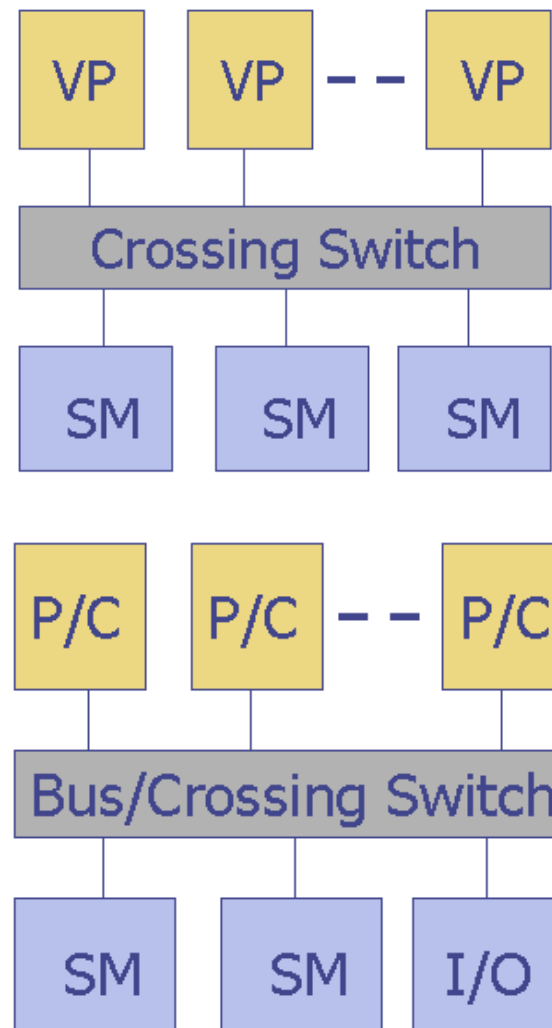 VP VP VP
Crossing Switch
SM SM SM
P/C P/C P/C
Bus/Crossing Switch
SM SM I/O